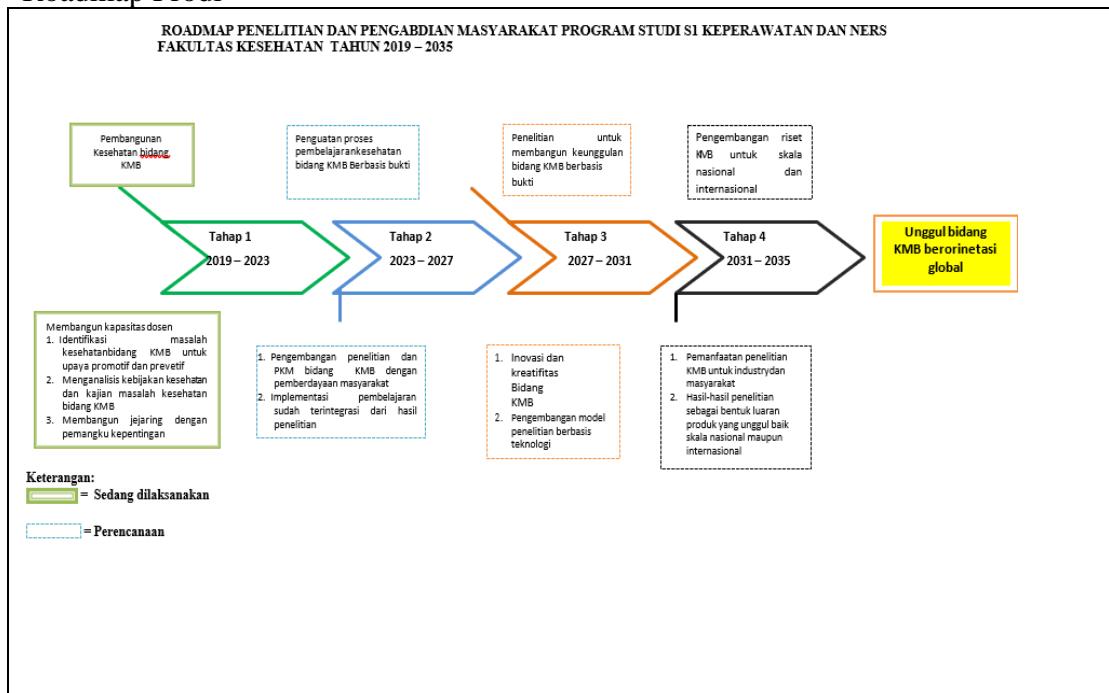 Roadmap Prodi
ROADMAP PENELITIAN DAN PENGABDIAN MASYARAKAT PROGRAM STUDI S1 KEPERAWATAN DAN NERS
FAKULTAS KESEHATAN TAHUN 2019 – 2035
Pembangunan
Kesehatan bidang
KMB
Penguatan proses
pembelajarankesehatan
bidang KMB Berbasis bukti
Penelitian untuk
membangun keunggulan
bidang KMB berbasis
bukti
Pengembangan riset
KMB untuk skala
nasional dan
internasional
Tahap 1
2019 – 2023
Tahap 2
2023 – 2027
Tahap 3
2027 – 2031
Tahap 4
2031 – 2035
Unggul bidang
KMB berorinetasi
global
Membangun kapasitas dosen
1. Identifikasi masalah
kesehatanbidang KMB untuk
upaya promotif dan prevetif
2. Menganalisis kebijakan kesehatan
dan kajian masalah kesehatan
bidang KMB
3. Membangun jejaring dengan
pemangku kepentingan
1. Pengembangan penelitian dan
PKM bidang KMB dengan
pemberdayaan masyarakat
2. Implementasi pembelajaran
sudah terintegrasi dari hasil
penelitian
1. Inovasi dan
kreatifitas
Bidang
KMB
2. Pengembangan model
penelitian berbasis
teknologi
1. Pemanfaatan penelitian
KMB untuk industrydan
masyarakat
2. Hasil-hasil penelitian
sebagai bentuk luaran
produk yang unggul baik
skala nasional maupun
internasional
Keterangan:
= Sedang dilaksanakan
= Perencanaan